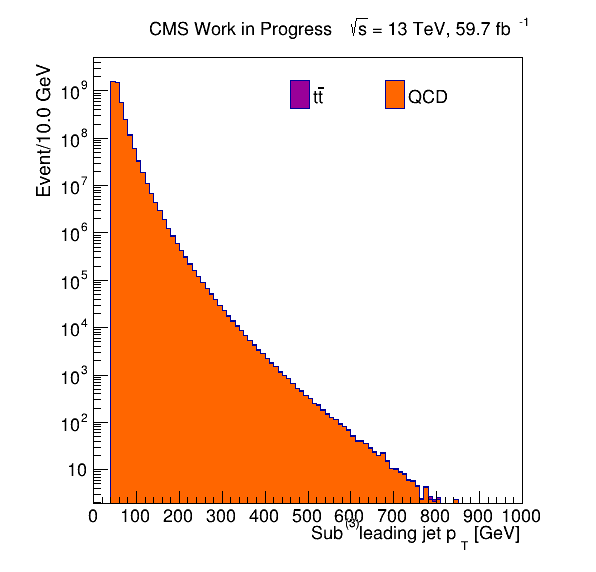 CMS Work in Progress √s = 13 TeV, 59.7 fb⁻¹
Event/10.0 GeV
tt̄ QCD
10⁹
10⁸
10⁷
10⁶
10⁵
10⁴
10³
10²
10
0 100 200 300 400 500 600 700 800 900 1000
Sub⁽³⁾leading jet p_T [GeV]